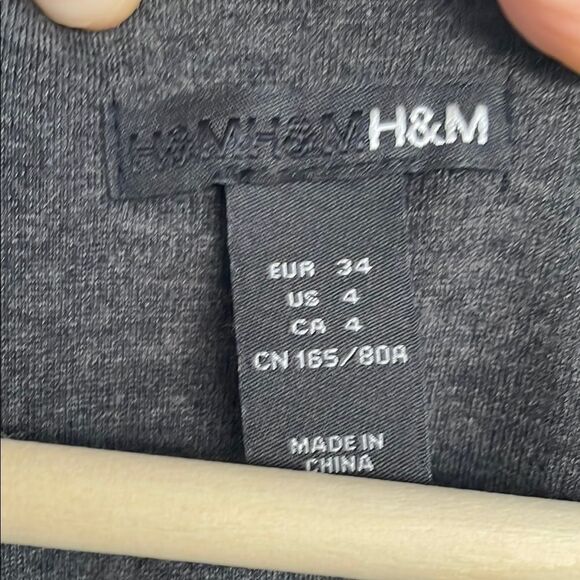 H&M H&M H&M
EUR 34
US 4
CA 4
CN 165/80A
MADE IN
CHINA